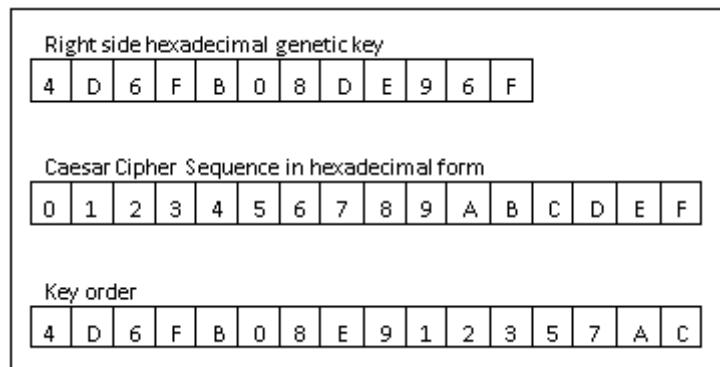 Right side hexadecimal genetic key
4 D 6 F B 0 8 D E 9 6 F
Caesar Cipher Sequence in hexadecimal form
0 1 2 3 4 5 6 7 8 9 A B C D E F
Key order
4 D 6 F B 0 8 E 9 1 2 3 5 7 A C